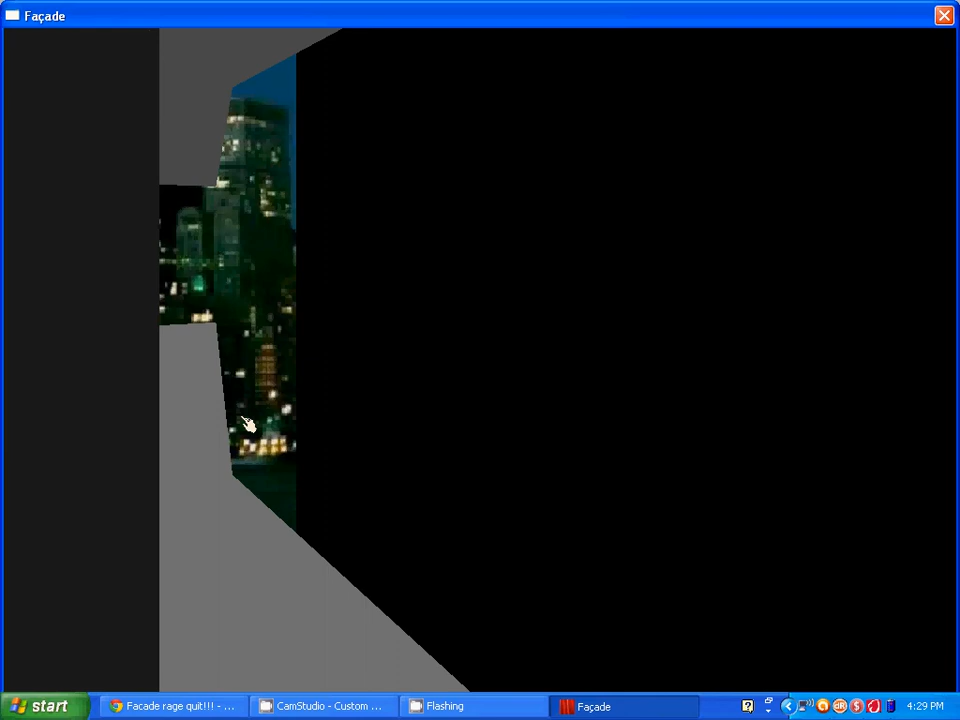 Façade
start
Facade rage quit!!! - ...
CamStudio - Custom ...
Flashing
Façade
4:29 PM